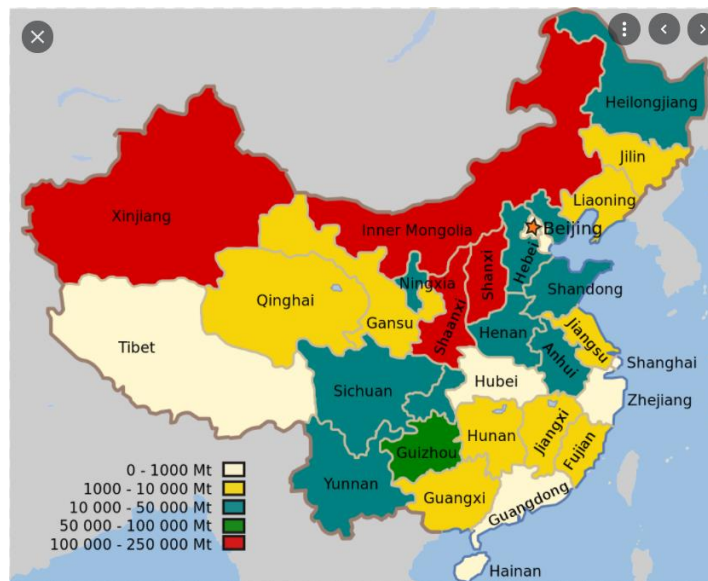 Heilongjiang
Jilin
Liaoning
Xinjiang
Inner Mongolia
Beijing
Hebei
Shanxi
Ningxia
Shandong
Qinghai
Gansu
Shaanxi
Henan
Jiangsu
Tibet
Anhui
Shanghai
Sichuan
Hubei
Zhejiang
Hunan
Jiangxi
Guizhou
Fujian
Yunnan
Guangxi
Guangdong
Hainan
0 - 1000 Mt
1000 - 10 000 Mt
10 000 - 50 000 Mt
50 000 - 100 000 Mt
100 000 - 250 000 Mt